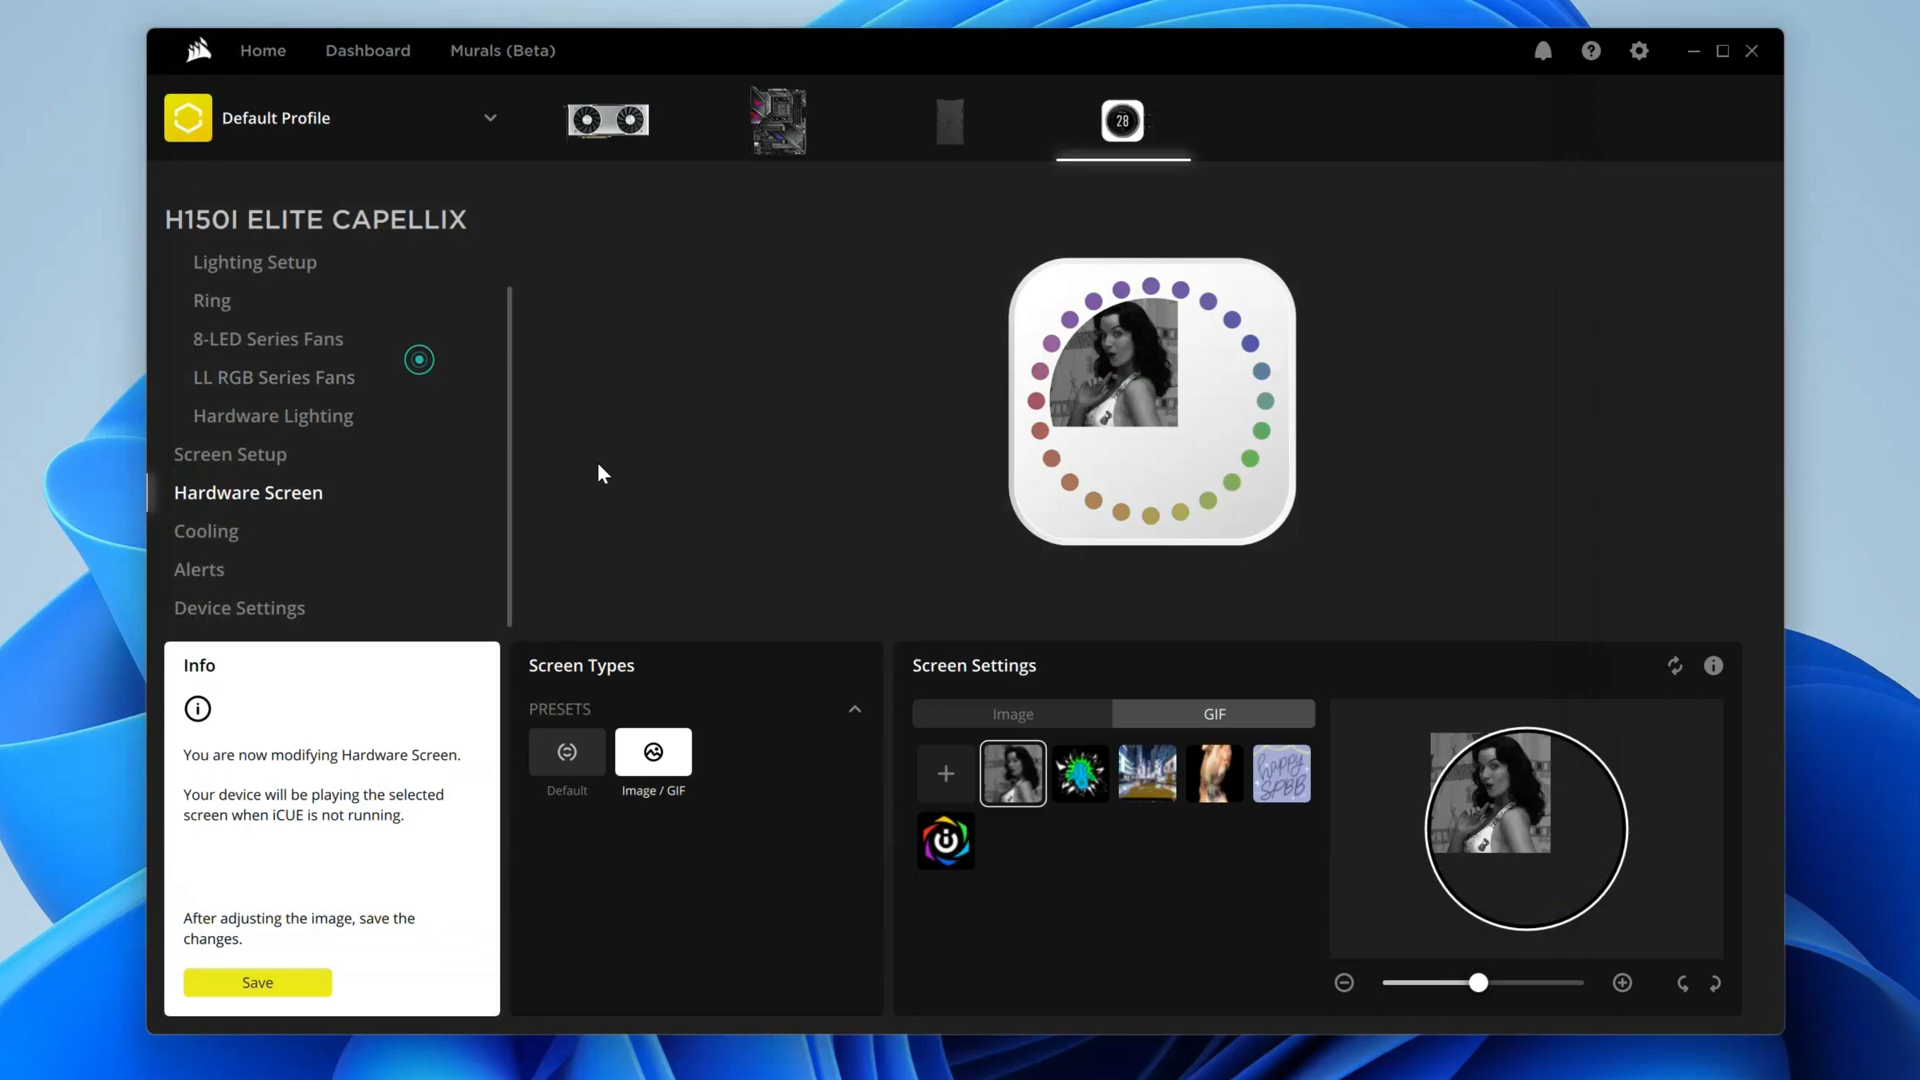 Home
Dashboard
Murals (Beta)
Default Profile
28
H150I ELITE CAPELLIX
Lighting Setup
Ring
8-LED Series Fans
LL RGB Series Fans
Hardware Lighting
Screen Setup
Hardware Screen
Cooling
Alerts
Device Settings
Info
You are now modifying Hardware Screen.
Your device will be playing the selected
screen when iCUE is not running.
After adjusting the image, save the
changes.
Save
Screen Types
PRESETS
Default
Image / GIF
Screen Settings
Image
GIF
happy
SPBB